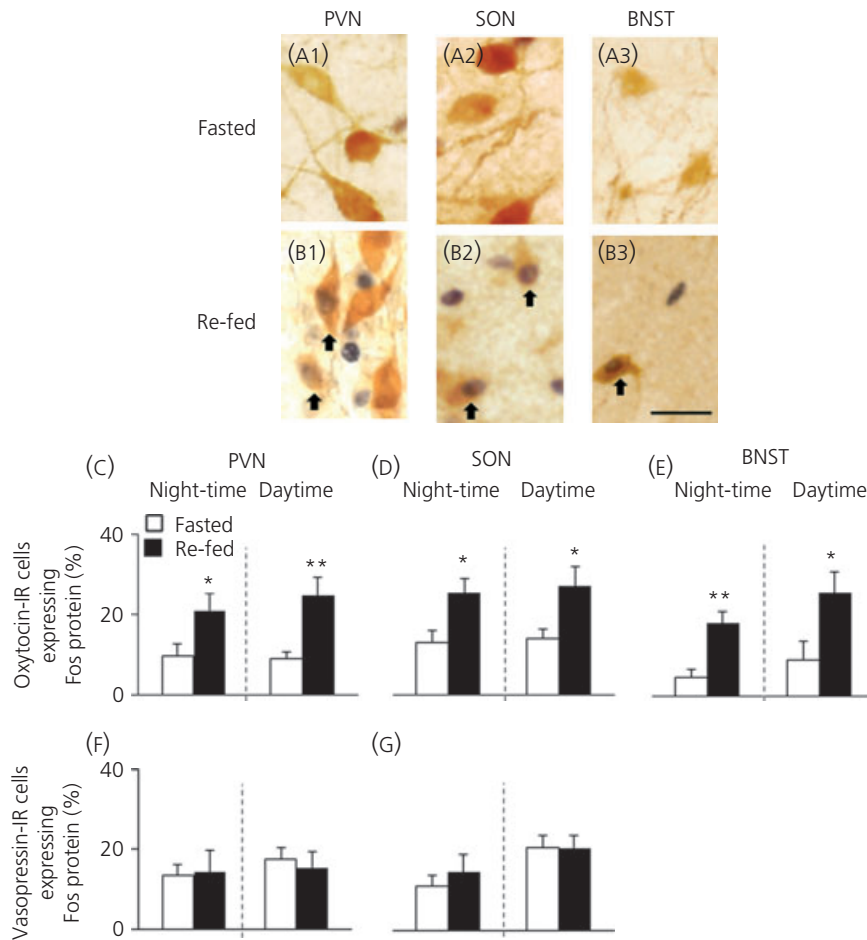 PVN SON BNST
(A1) (A2) (A3)
Fasted
(B1) (B2) (B3)
Re-fed
(C) PVN (D) SON (E) BNST
Night-time Daytime Night-time Daytime Night-time Daytime
Fasted
Re-fed
Oxytocin-IR cells
expressing
Fos protein (%)
40
20
0
* ** * * ** *
(F) (G)
Vasopressin-IR cells
expressing
Fos protein (%)
40
20
0